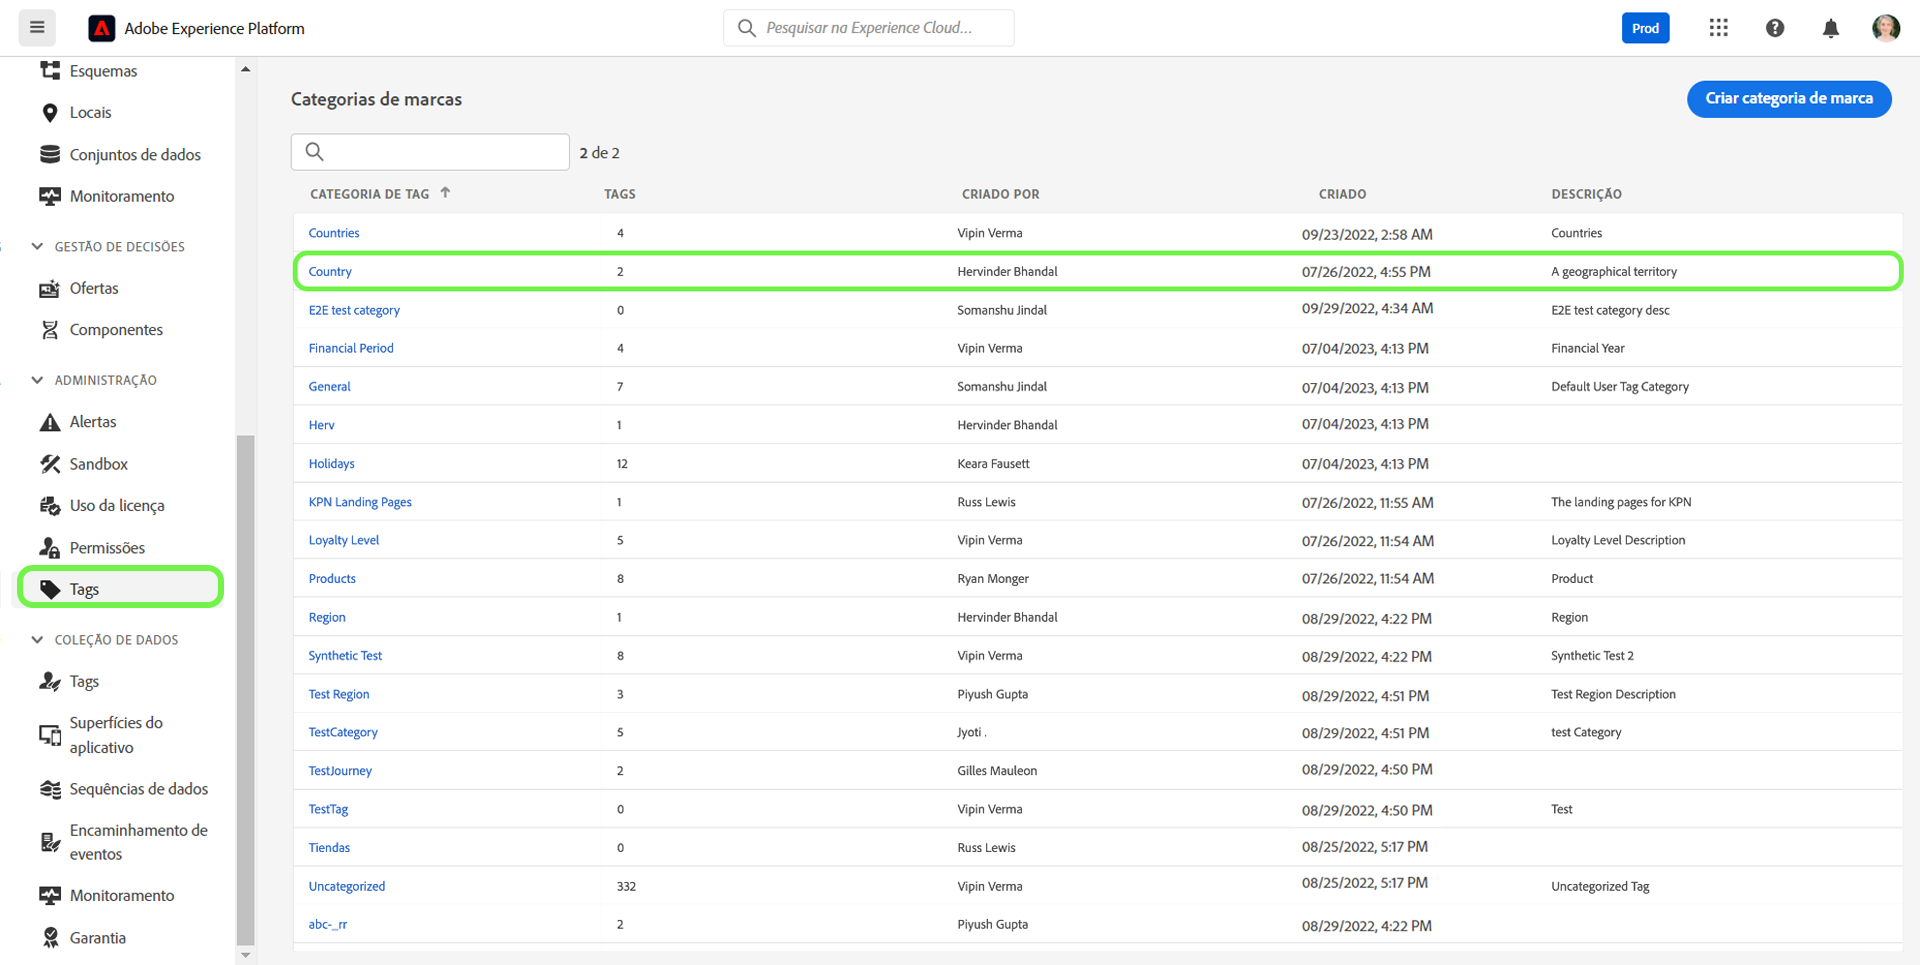 Adobe Experience Platform
Pesquisar na Experience Cloud...
Prod
Esquemas
Locais
Conjuntos de dados
Monitoramento
GESTÃO DE DECISÕES
Ofertas
Componentes
ADMINISTRAÇÃO
Alertas
Sandbox
Uso da licença
Permissões
Tags
COLEÇÃO DE DADOS
Tags
Superfícies do
aplicativo
Sequências de dados
Encaminhamento de
eventos
Monitoramento
Garantia
Categorias de marcas
Criar categoria de marca
2 de 2
CATEGORIA DE TAG TAGS CRIADO POR CRIADO DESCRIÇÃO
Countries 4 Vipin Verma 09/23/2022, 2:58 AM Countries
Country 2 Hervinder Bhandal 07/26/2022, 4:55 PM A geographical territory
E2E test category 0 Somanshu Jindal 09/29/2022, 4:34 AM E2E test category desc
Financial Period 4 Vipin Verma 07/04/2023, 4:13 PM Financial Year
General 7 Somanshu Jindal 07/04/2023, 4:13 PM Default User Tag Category
Herv 1 Hervinder Bhandal 07/04/2023, 4:13 PM
Holidays 12 Keara Fausett 07/04/2023, 4:13 PM
KPN Landing Pages 1 Russ Lewis 07/26/2022, 11:55 AM The landing pages for KPN
Loyalty Level 5 Vipin Verma 07/26/2022, 11:54 AM Loyalty Level Description
Products 8 Ryan Monger 07/26/2022, 11:54 AM Product
Region 1 Hervinder Bhandal 08/29/2022, 4:22 PM Region
Synthetic Test 8 Vipin Verma 08/29/2022, 4:22 PM Synthetic Test 2
Test Region 3 Piyush Gupta 08/29/2022, 4:51 PM Test Region Description
TestCategory 5 Jyoti . 08/29/2022, 4:51 PM test Category
TestJourney 2 Gilles Mauleon 08/29/2022, 4:50 PM
TestTag 0 Vipin Verma 08/29/2022, 4:50 PM Test
Tiendas 0 Russ Lewis 08/25/2022, 5:17 PM
Uncategorized 332 Vipin Verma 08/25/2022, 5:17 PM Uncategorized Tag
abc-_rr 2 Piyush Gupta 08/29/2022, 4:22 PM